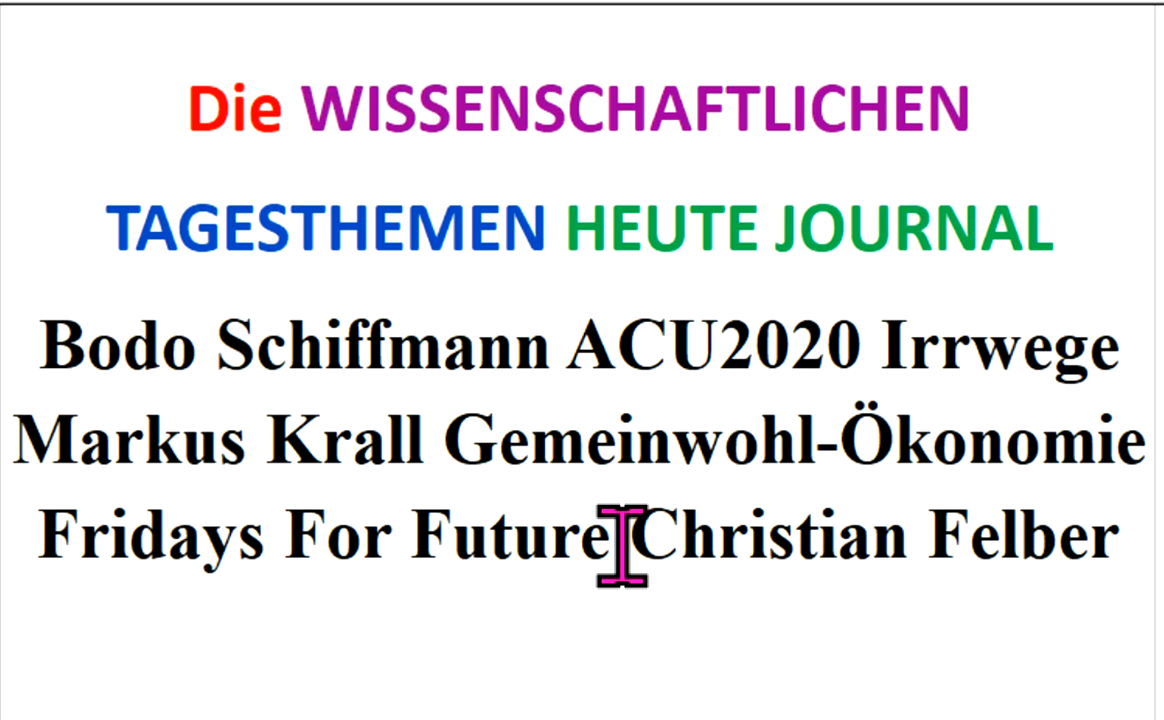 Die WISSENSCHAFTLICHEN
TAGESTHEMEN HEUTE JOURNAL
Bodo Schiffmann ACU2020 Irrwege
Markus Krall Gemeinwohl-Ökonomie
Fridays For Future Christian Felber